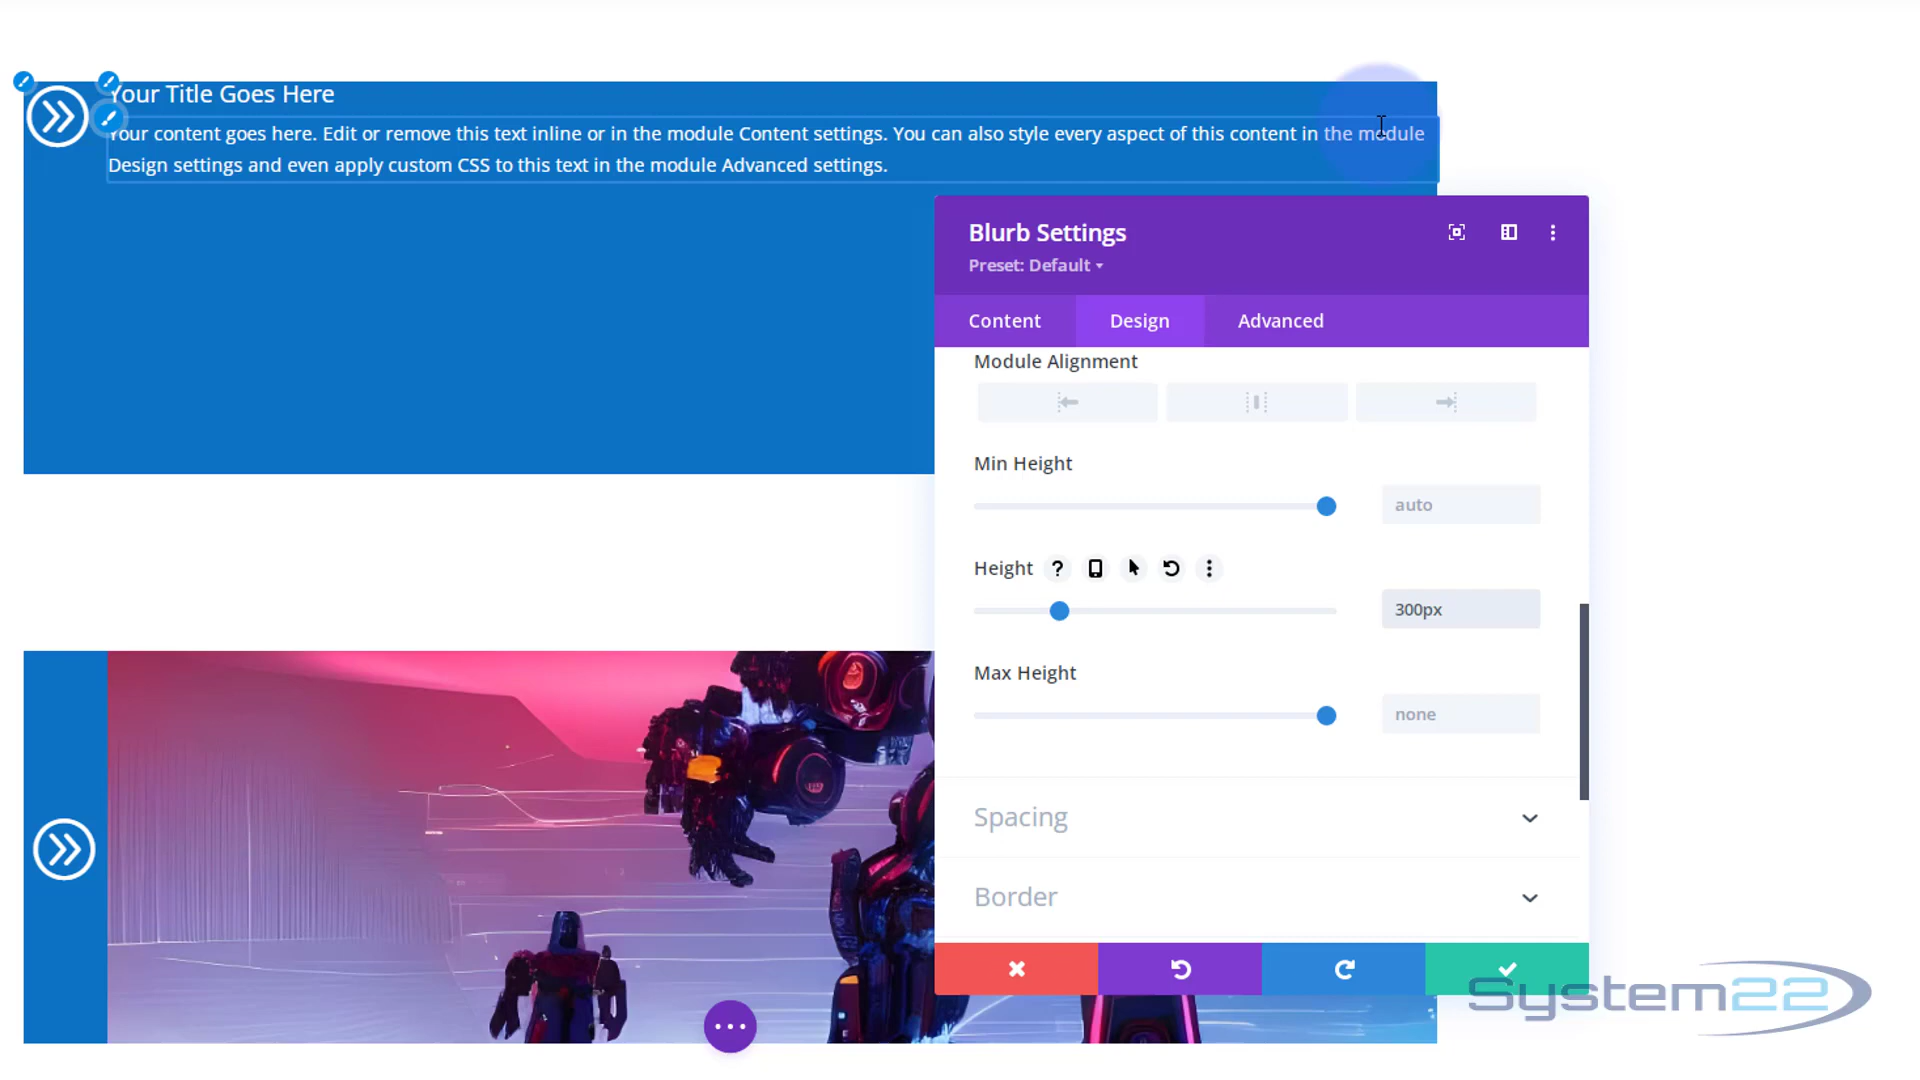 Your Title Goes Here
Your content goes here. Edit or remove this text inline or in the module Content settings. You can also style every aspect of this content in the module
Design settings and even apply custom CSS to this text in the module Advanced settings.
Blurb Settings
Preset: Default
Content
Design
Advanced
Module Alignment
Min Height
auto
Height ?
300px
Max Height
none
Spacing
Border
System22